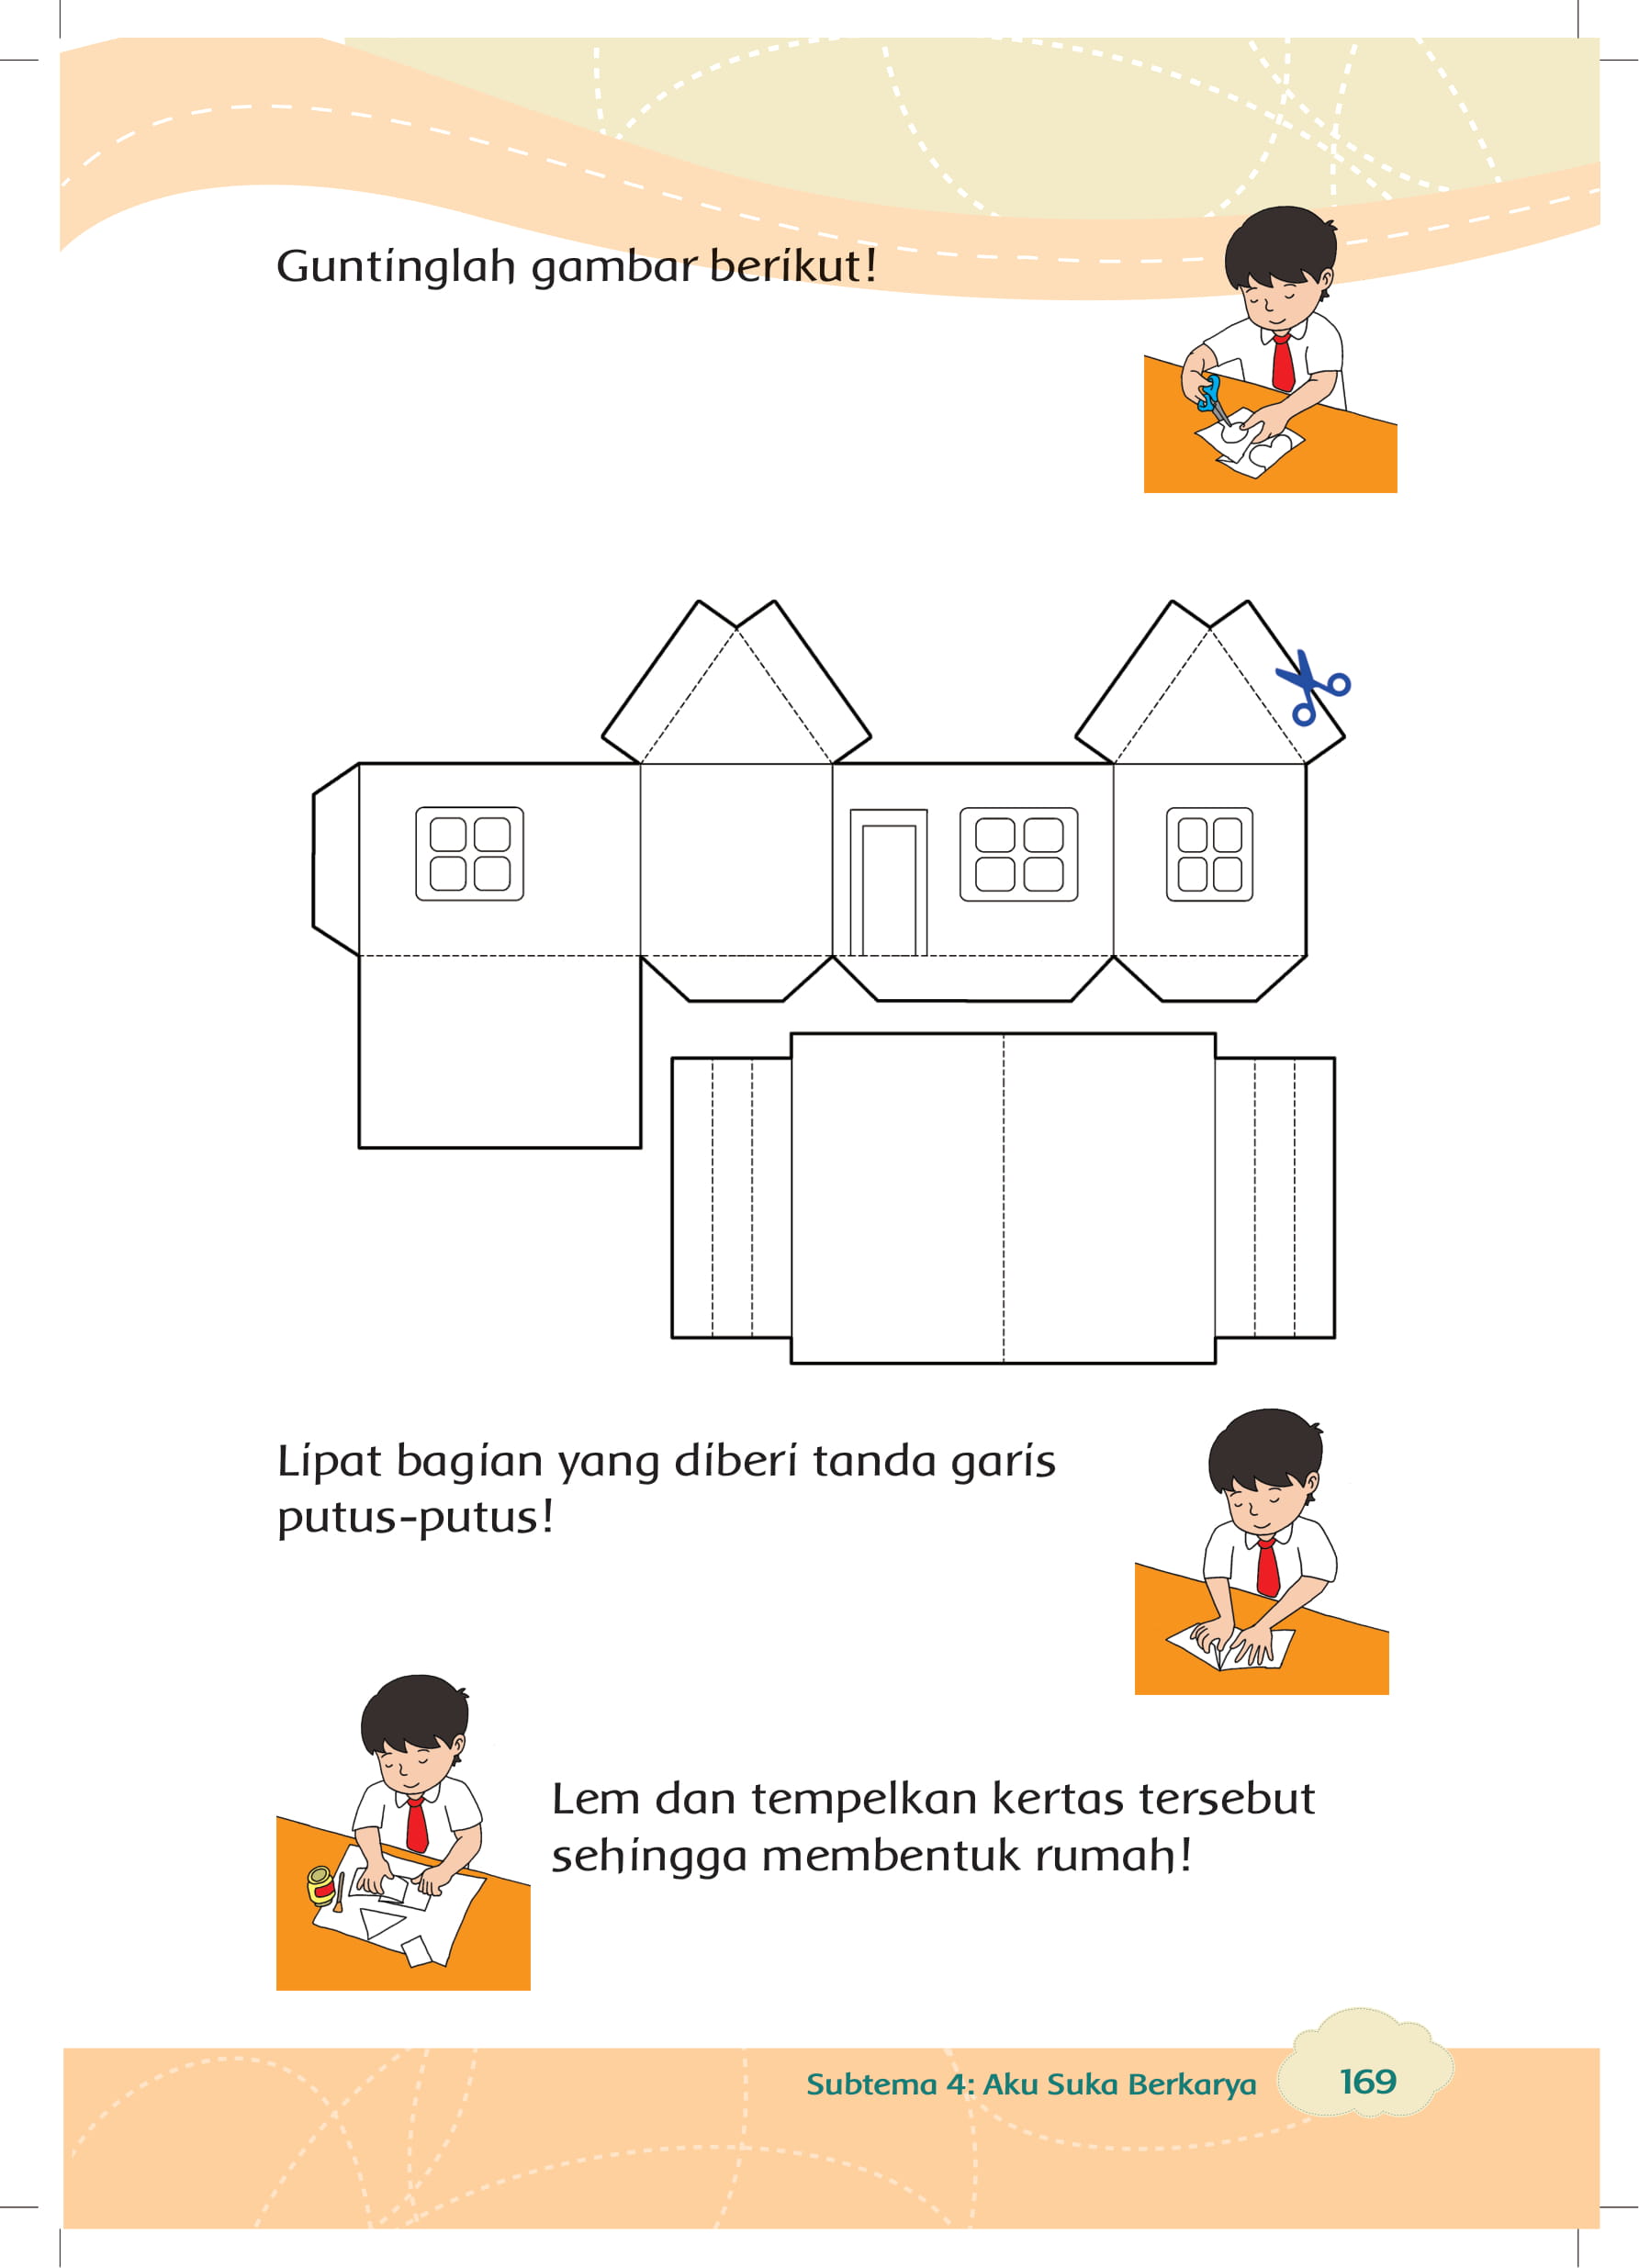 Guntinglah gambar berikut!
Lipat bagian yang diberi tanda garis
putus-putus!
Lem dan tempelkan kertas tersebut
sehingga membentuk rumah!
Subtema 4: Aku Suka Berkarya
169